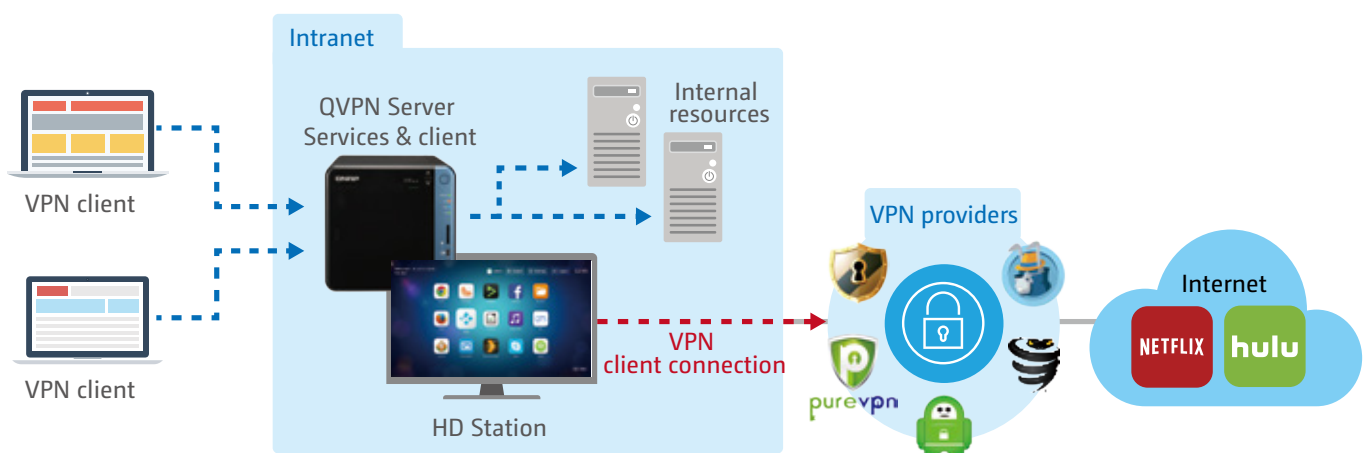 Intranet
QVPN Server
Services & client
Internal
resources
VPN client
VPN client
HD Station
VPN
client connection
VPN providers
purevpn
Internet
NETFLIX
hulu